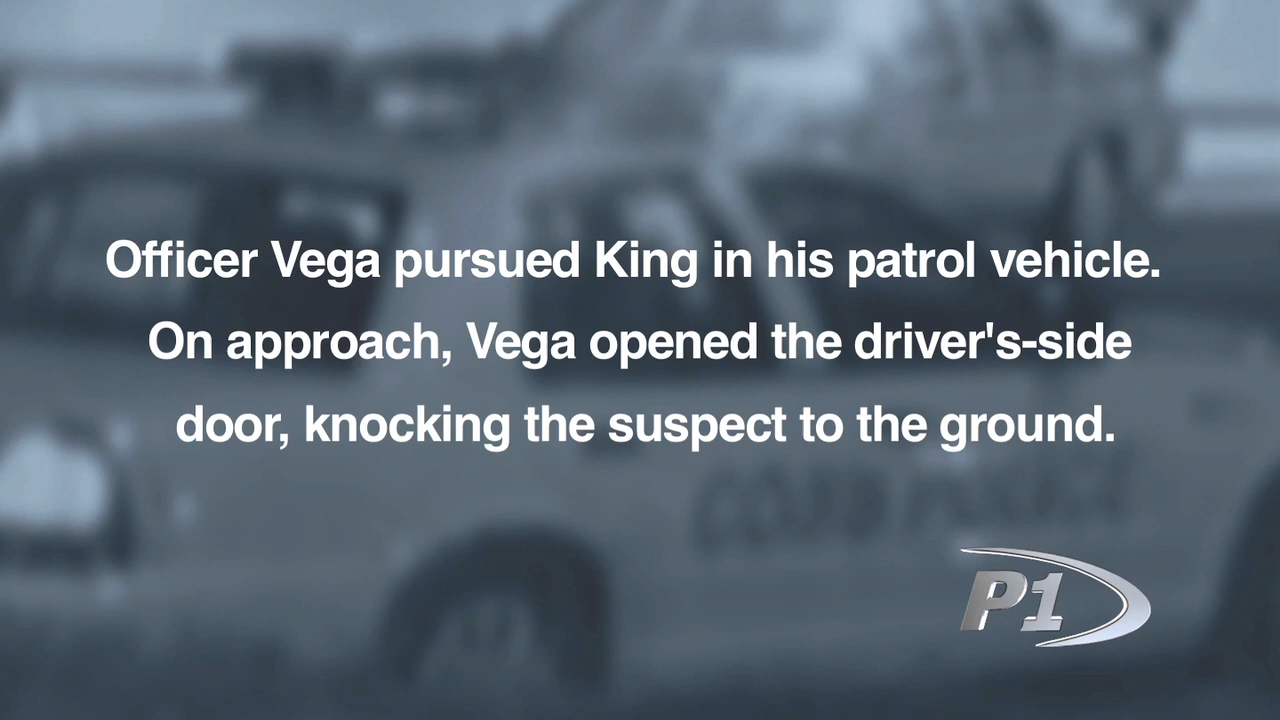 Officer Vega pursued King in his patrol vehicle.
On approach, Vega opened the driver's-side
door, knocking the suspect to the ground.
P1